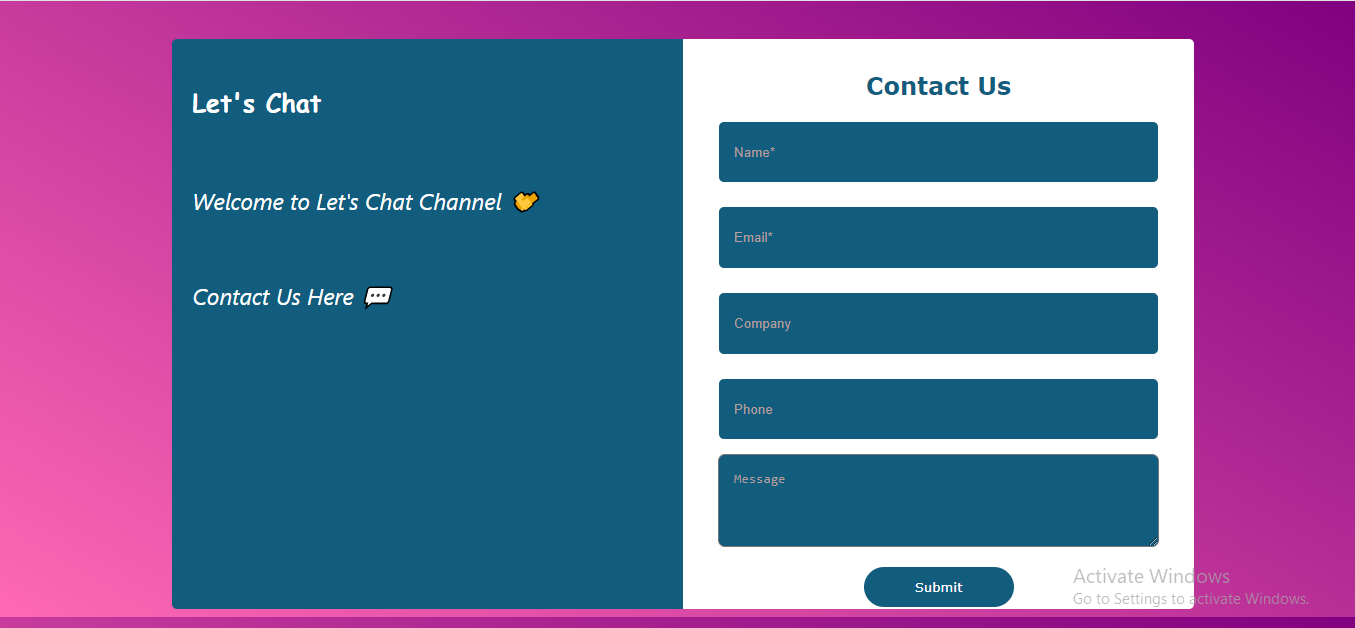 Let's Chat
Welcome to Let's Chat Channel 🤝
Contact Us Here 💬
Contact Us
Name*
Email*
Company
Phone
Message
Submit
Activate Windows
Go to Settings to activate Windows.